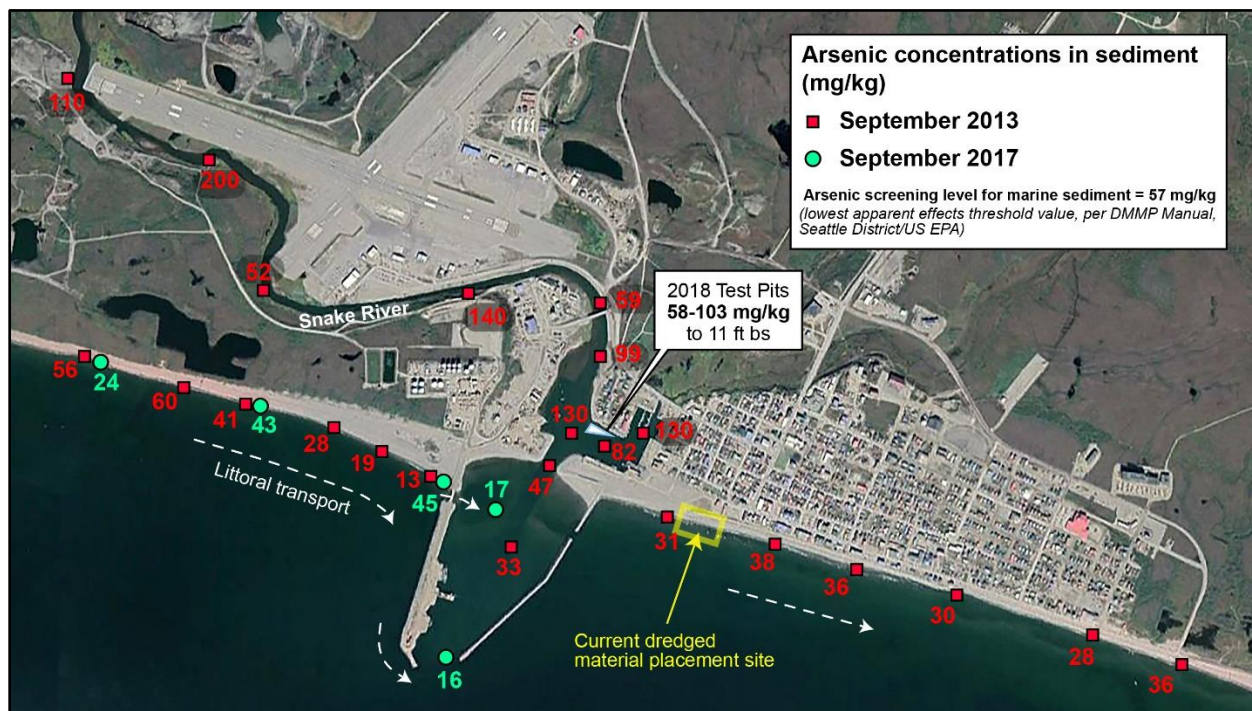 Arsenic concentrations in sediment
(mg/kg)
September 2013
September 2017
Arsenic screening level for marine sediment = 57 mg/kg
(lowest apparent effects threshold value, per DMMP Manual,
Seattle District/US EPA)
110
200
52
Snake River
140
59
2018 Test Pits
58-103 mg/kg
to 11 ft bs
99
56
24
60
41
43
28
19
13
45
17
130
82
130
47
Littoral transport
33
31
38
36
30
28
36
Current dredged
material placement site
16